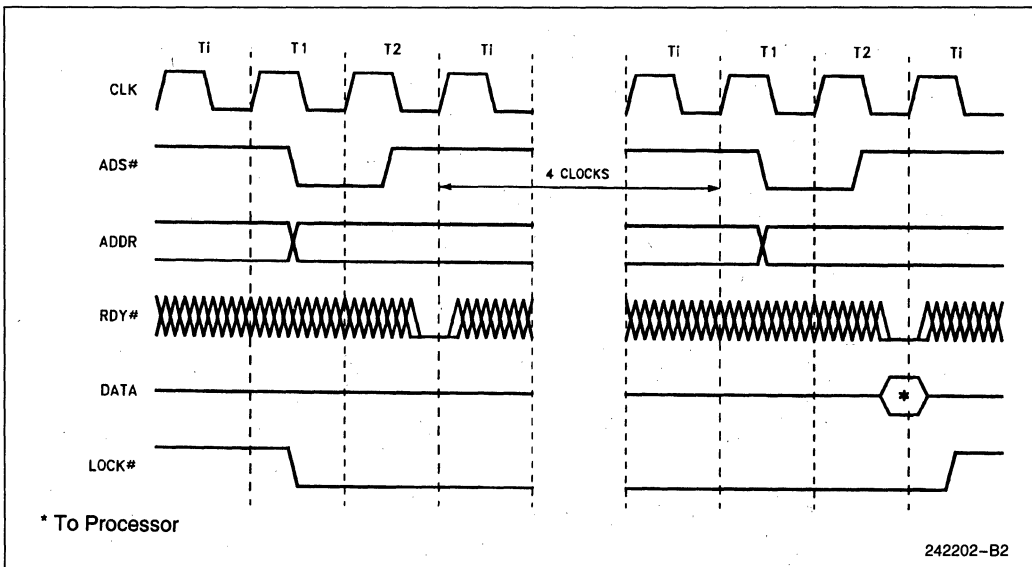 Ti T1 T2 Ti Ti T1 T2 Ti
CLK
ADS#
4 CLOCKS
ADDR
RDY#
DATA
*
LOCK#
* To Processor
242202-B2